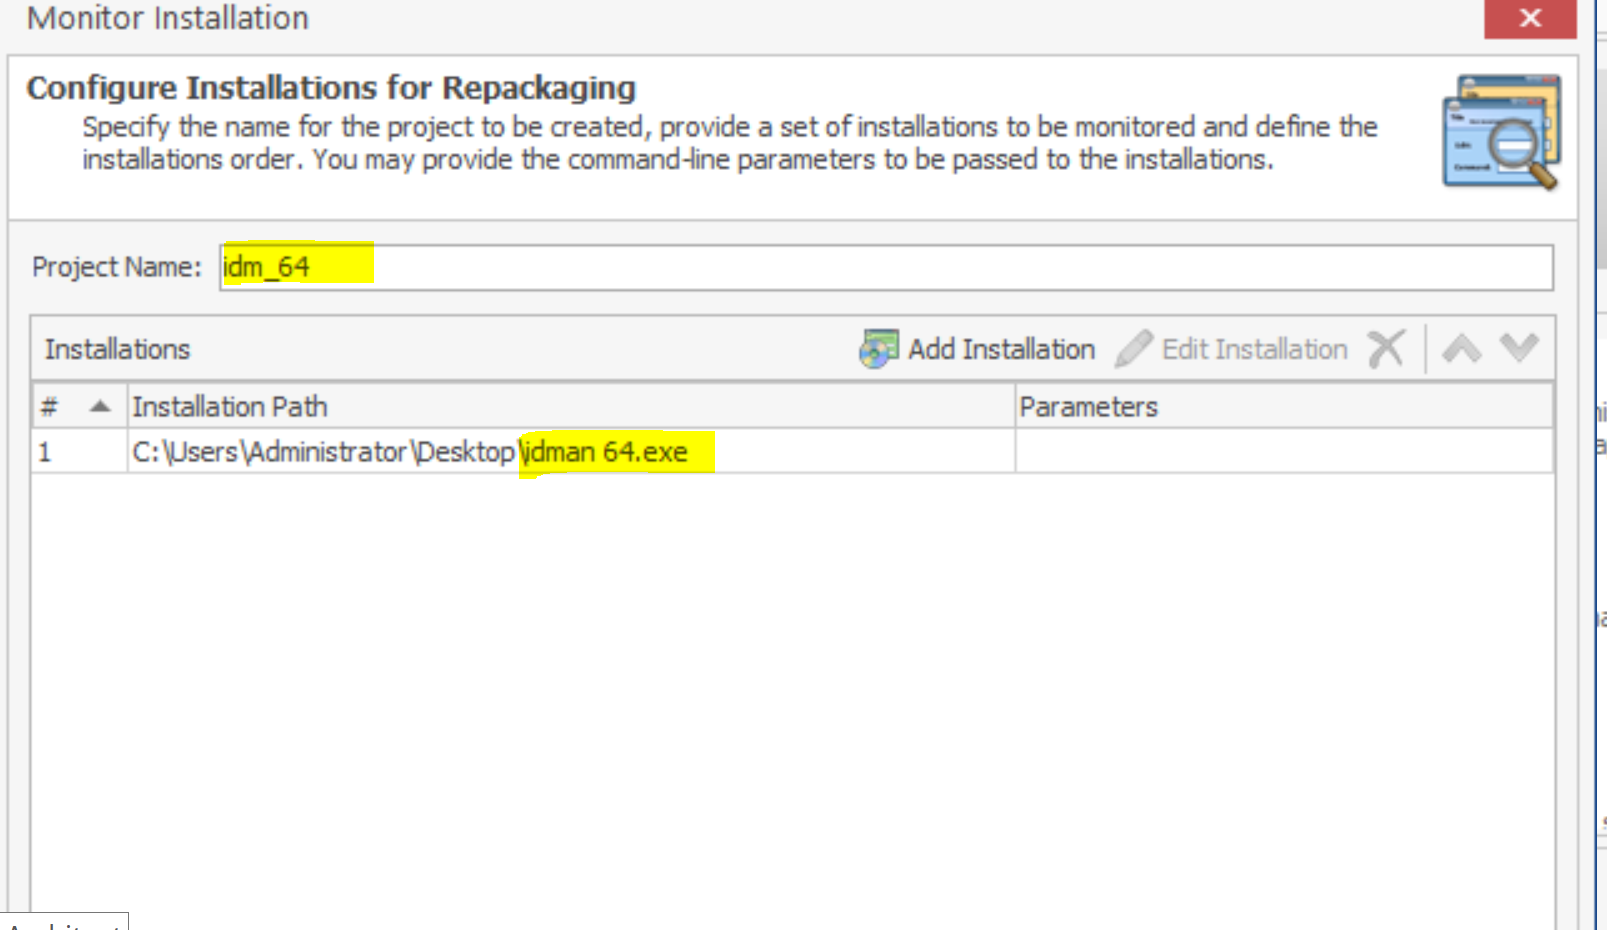 Monitor Installation
Configure Installations for Repackaging
Specify the name for the project to be created, provide a set of installations to be monitored and define the
installations order. You may provide the command-line parameters to be passed to the installations.
Project Name: idm_64
Installations Add Installation Edit Installation
# Installation Path Parameters
1 C:\Users\Administrator\Desktop\idman 64.exe